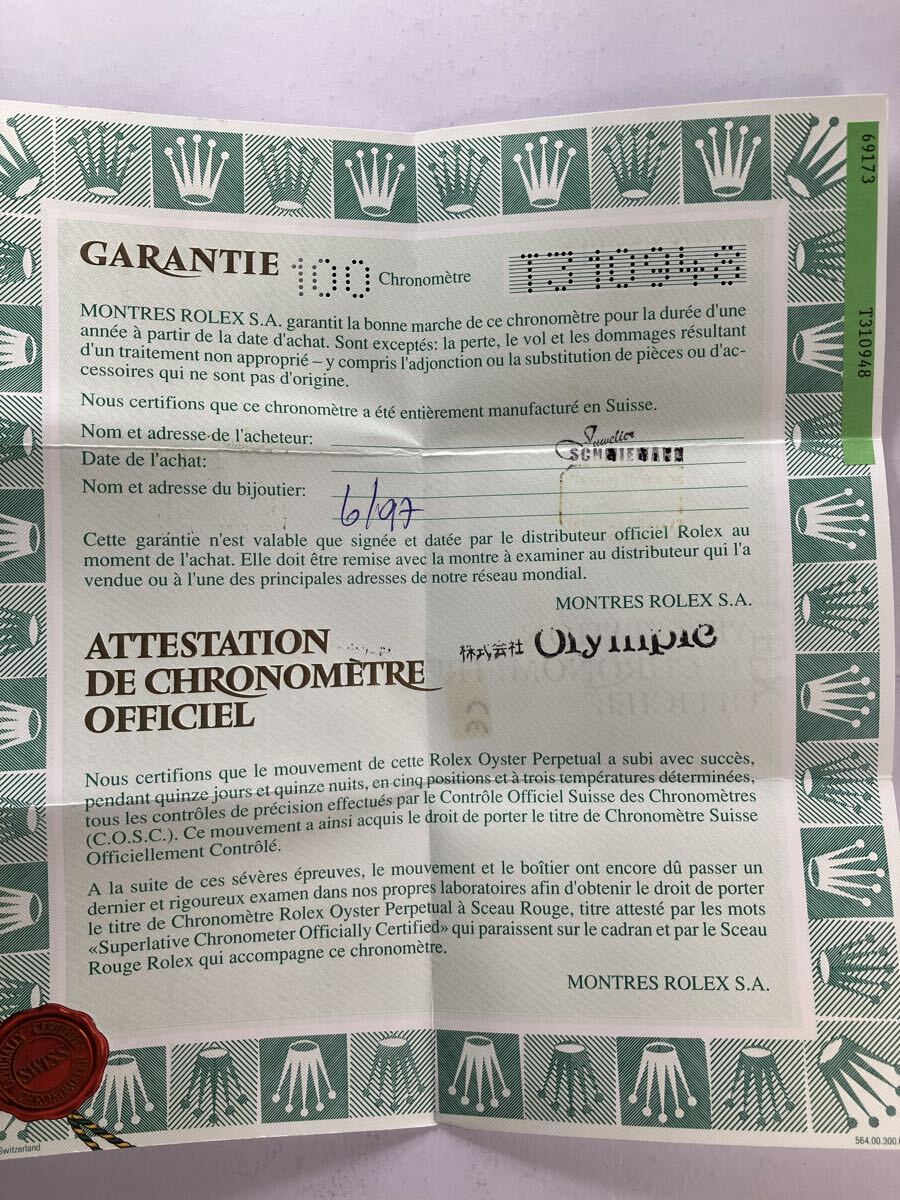 69173
T310948
GARANTIE 100 Chronomètre T310948
MONTRES ROLEX S.A. garantit la bonne marche de ce chronomètre pour la durée d'une
année à partir de la date d'achat. Sont exceptés: la perte, le vol et les dommages résultant
d'un traitement non approprié – y compris l'adjonction ou la substitution de pièces ou d'ac-
cessoires qui ne sont pas d'origine.
Nous certifions que ce chronomètre a été entièrement manufacturé en Suisse.
Nom et adresse de l'acheteur:
Juwelier
Date de l'achat:
Nom et adresse du bijoutier:
6/97
Cette garantie n'est valable que signée et datée par le distributeur officiel Rolex au
moment de l'achat. Elle doit être remise avec la montre à examiner au distributeur qui l'a
vendue ou à l'une des principales adresses de notre réseau mondial.
MONTRES ROLEX S.A.
ATTESTATION
DE CHRONOMÈTRE
OFFICIEL
株式会社 Olympic
Nous certifions que le mouvement de cette Rolex Oyster Perpetual a subi avec succès,
pendant quinze jours et quinze nuits, en cinq positions et à trois températures déterminées,
tous les contrôles de précision effectués par le Contrôle Officiel Suisse des Chronomètres
(C.O.S.C.). Ce mouvement a ainsi acquis le droit de porter le titre de Chronomètre Suisse
Officiellement Contrôlé.
A la suite de ces sévères épreuves, le mouvement et le boîtier ont encore dû passer un
dernier et rigoureux examen dans nos propres laboratoires afin d'obtenir le droit de porter
le titre de Chronomètre Rolex Oyster Perpetual à Sceau Rouge, titre attesté par les mots
«Superlative Chronometer Officially Certified» qui paraissent sur le cadran et par le Sceau
Rouge Rolex qui accompagne ce chronomètre.
MONTRES ROLEX S.A.
SWISS
CHRONOMETER
Switzerland
564.00.300.